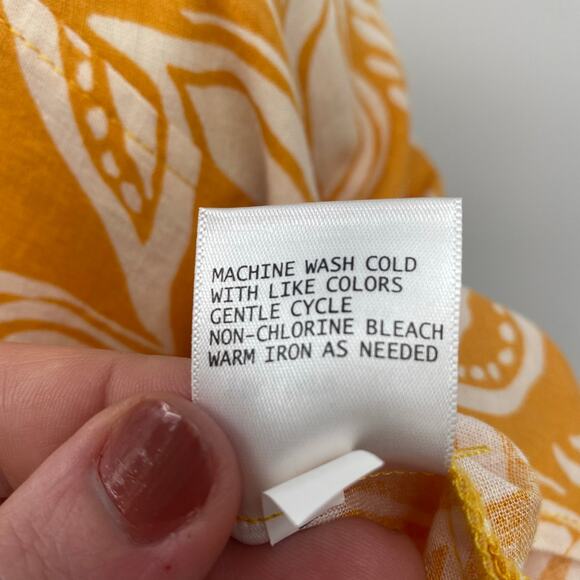 MACHINE WASH COLD
WITH LIKE COLORS
GENTLE CYCLE
NON-CHLORINE BLEACH
WARM IRON AS NEEDED